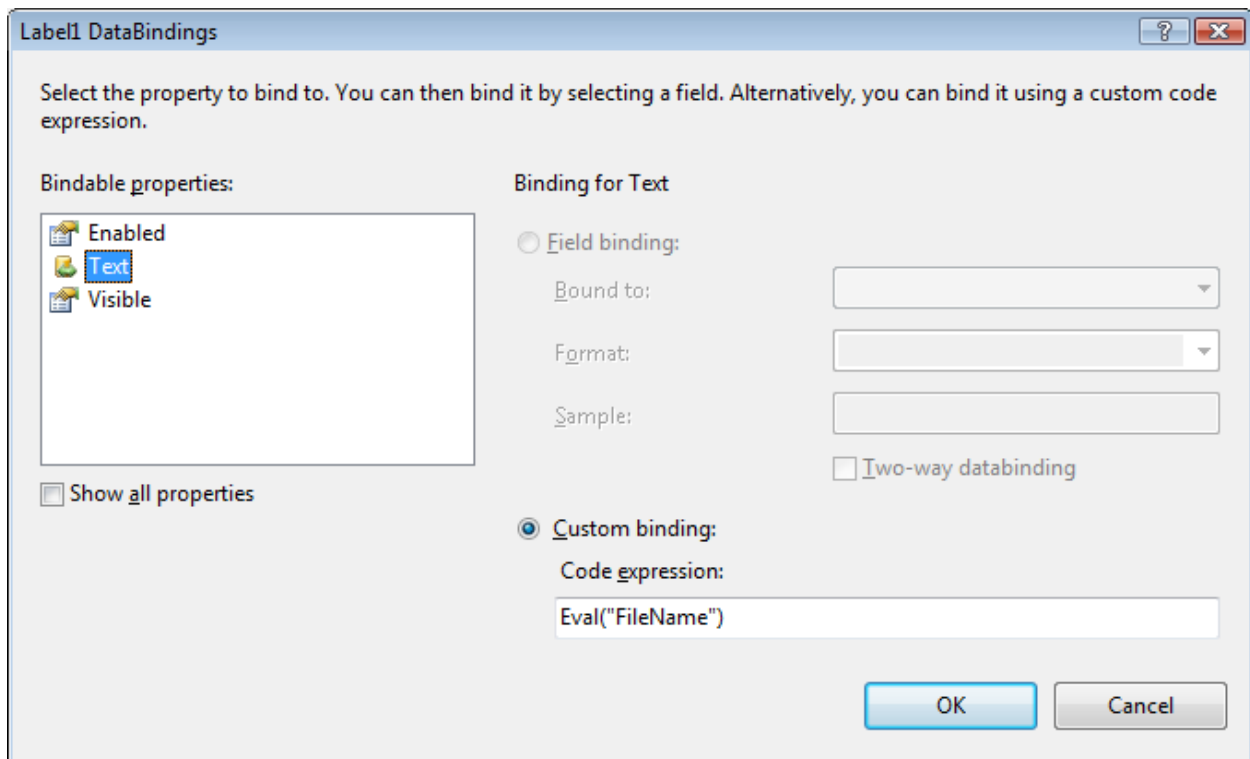 Label1 DataBindings
Select the property to bind to. You can then bind it by selecting a field. Alternatively, you can bind it using a custom code
expression.
Bindable properties:
Enabled
Text
Visible
Show all properties
Binding for Text
Field binding:
Bound to:
Format:
Sample:
Two-way databinding
Custom binding:
Code expression:
Eval("FileName")
OK
Cancel